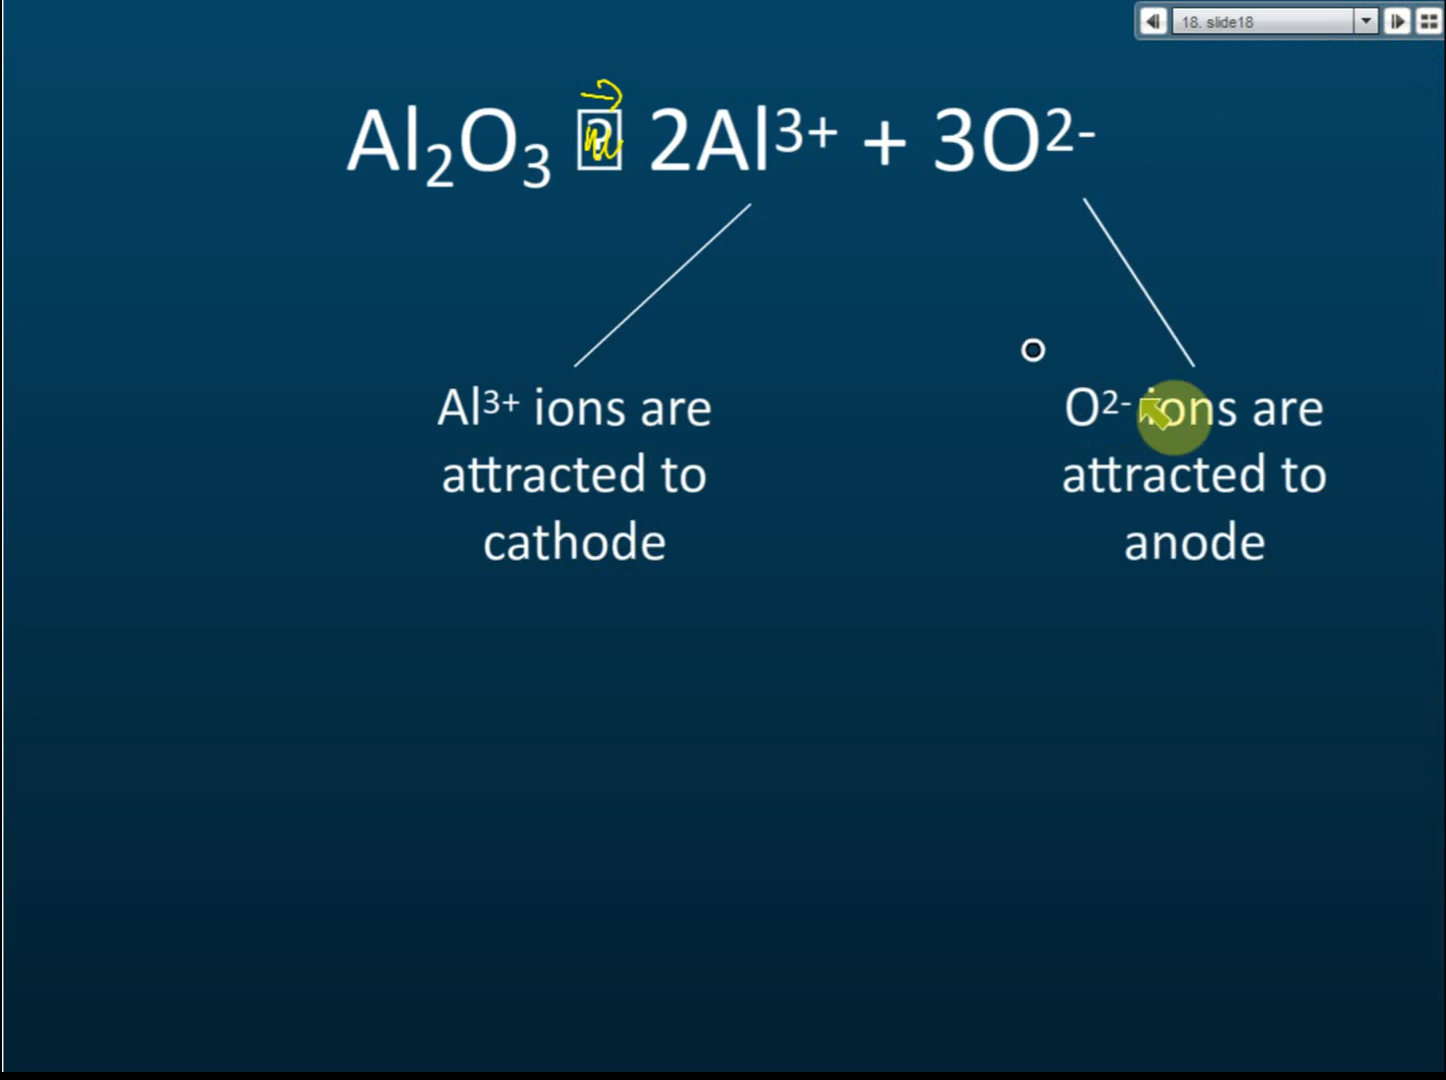 18. slide18
Al₂O₃ → 2Al³⁺ + 3O²⁻
Al³⁺ ions are
attracted to
cathode
O²⁻ ions are
attracted to
anode